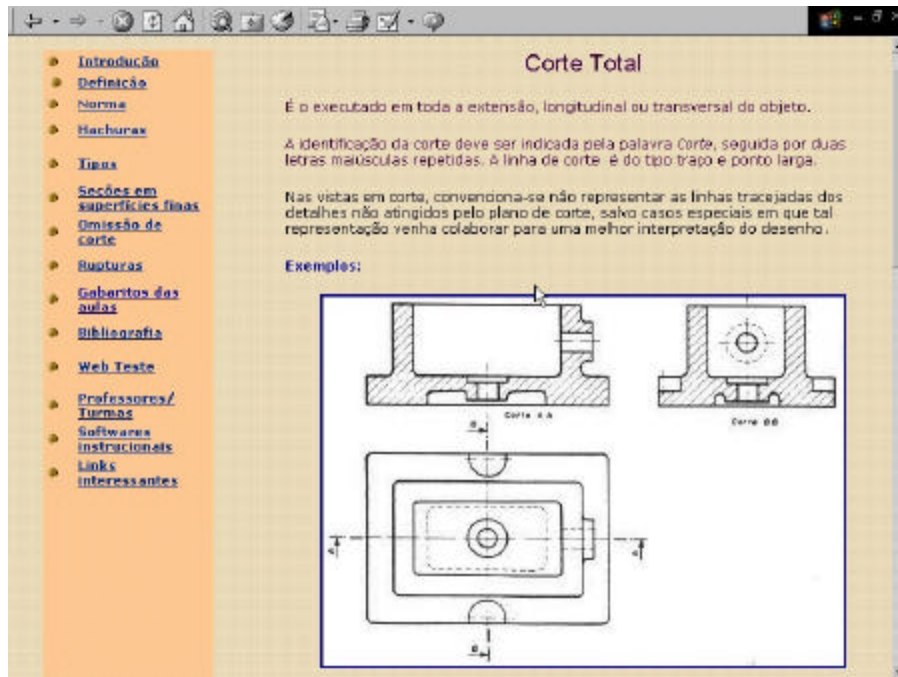 Introdução
Definição
Norma
Hachuras
Tipos
Seções em
superfícies finas
Omissão de
corte
Rupturas
Gabaritos das
aulas
Bibliografia
Web Teste
Professores/
Turmas
Softwares
instrucionais
Links
interessantes
Corte Total
É o executado em toda a extensão, longitudinal ou transversal do objeto.
A identificação da corte deve ser indicada pela palavra Corte, seguida por duas
letras maiúsculas repetidas. A linha de corte é do tipo traço e ponto larga.
Nas vistas em corte, convenciona-se não representar as linhas tracejadas dos
detalhes não atingidos pelo plano de corte, salvo casos especiais em que tal
representação venha colaborar para uma melhor interpretação do desenho.
Exemplos:
Corte AA
Corte BB
B
A
A
B